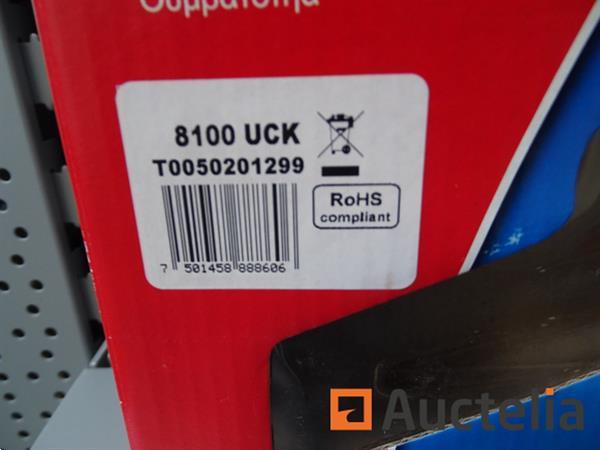 8100 UCK
T0050201299
RoHS
compliant
7 501458 888606
Auctelia